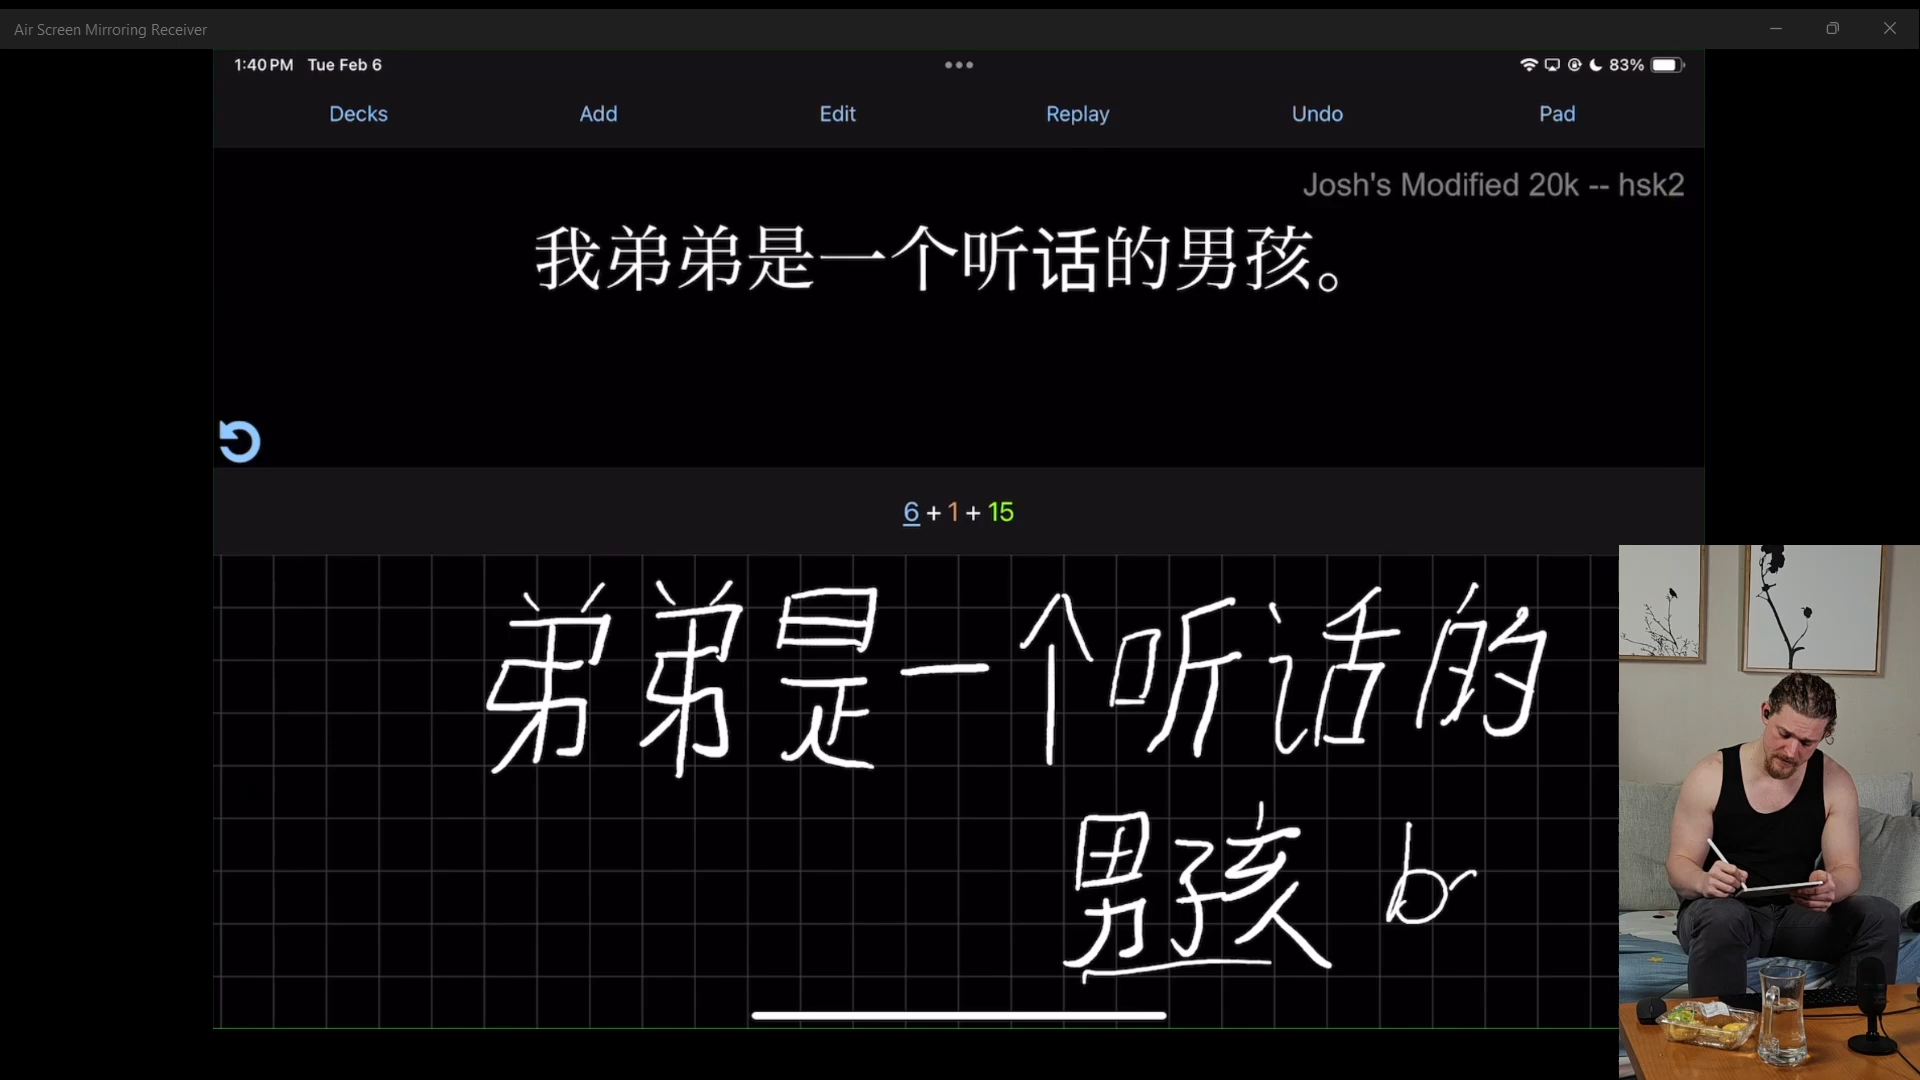 Air Screen Mirroring Receiver
1:40 PM Tue Feb 6
83%
Decks Add Edit Replay Undo Pad
Josh's Modified 20k -- hsk2
我弟弟是一个听话的男孩。
6 + 1 + 15
弟弟是一个听话的
男孩 b